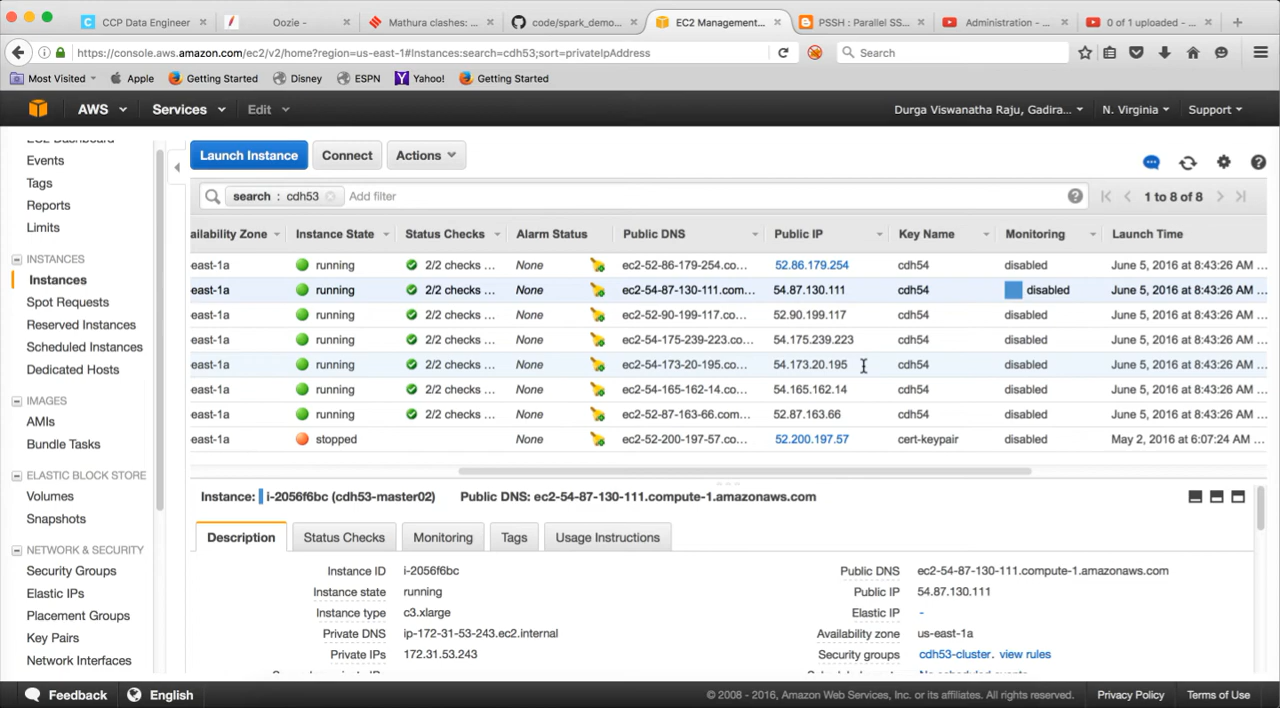 CCP Data Engineer
Oozie -
Mathura clashes: ...
code/spark_demo...
EC2 Management...
PSSH : Parallel SS...
Administration - ...
0 of 1 uploaded - ...
https://console.aws.amazon.com/ec2/v2/home?region=us-east-1#Instances:search=cdh53;sort=privateIpAddress
Search
Most Visited
Apple
Getting Started
Disney
ESPN
Yahoo!
Getting Started
AWS
Services
Edit
Durga Viswanatha Raju, Gadira...
N. Virginia
Support
Events
Tags
Reports
Limits
INSTANCES
Instances
Spot Requests
Reserved Instances
Scheduled Instances
Dedicated Hosts
IMAGES
AMIs
Bundle Tasks
ELASTIC BLOCK STORE
Volumes
Snapshots
NETWORK & SECURITY
Security Groups
Elastic IPs
Placement Groups
Key Pairs
Network Interfaces
Launch Instance
Connect
Actions
search : cdh53
Add filter
1 to 8 of 8
ailability Zone Instance State Status Checks Alarm Status Public DNS Public IP Key Name Monitoring Launch Time
east-1a running 2/2 checks ... None ec2-52-86-179-254.co... 52.86.179.254 cdh54 disabled June 5, 2016 at 8:43:26 AM ...
east-1a running 2/2 checks ... None ec2-54-87-130-111.com... 54.87.130.111 cdh54 disabled June 5, 2016 at 8:43:26 AM ...
east-1a running 2/2 checks ... None ec2-52-90-199-117.co... 52.90.199.117 cdh54 disabled June 5, 2016 at 8:43:26 AM ...
east-1a running 2/2 checks ... None ec2-54-175-239-223.co... 54.175.239.223 cdh54 disabled June 5, 2016 at 8:43:26 AM ...
east-1a running 2/2 checks ... None ec2-54-173-20-195.co... 54.173.20.195 cdh54 disabled June 5, 2016 at 8:43:26 AM ...
east-1a running 2/2 checks ... None ec2-54-165-162-14.co... 54.165.162.14 cdh54 disabled June 5, 2016 at 8:43:26 AM ...
east-1a running 2/2 checks ... None ec2-52-87-163-66.com... 52.87.163.66 cdh54 disabled June 5, 2016 at 8:43:26 AM ...
east-1a stopped None ec2-52-200-197-57.co... 52.200.197.57 cert-keypair disabled May 2, 2016 at 6:07:24 AM ...
Instance: i-2056f6bc (cdh53-master02) Public DNS: ec2-54-87-130-111.compute-1.amazonaws.com
Description
Status Checks
Monitoring
Tags
Usage Instructions
Instance ID i-2056f6bc
Instance state running
Instance type c3.xlarge
Private DNS ip-172-31-53-243.ec2.internal
Private IPs 172.31.53.243
Public DNS ec2-54-87-130-111.compute-1.amazonaws.com
Public IP 54.87.130.111
Elastic IP -
Availability zone us-east-1a
Security groups cdh53-cluster. view rules
Feedback
English
© 2008 - 2016, Amazon Web Services, Inc. or its affiliates. All rights reserved.
Privacy Policy
Terms of Use